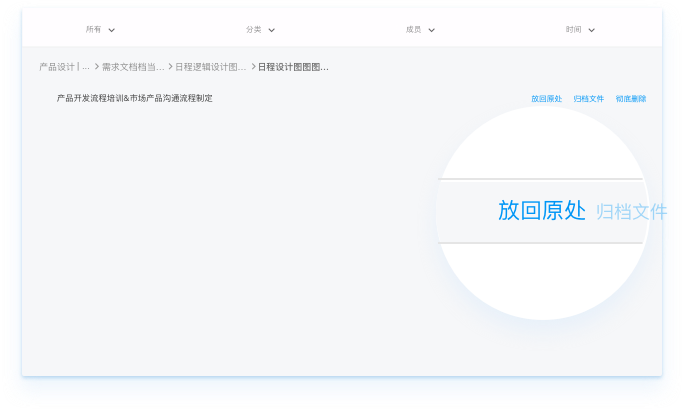 所有 分类 成员 时间
产品设计 | ... > 需求文档档当... > 日程逻辑设计图... > 日程设计图图图...
产品开发流程培训&市场产品沟通流程制定 放回原处 归档文件 彻底删除
放回原处 归档文件